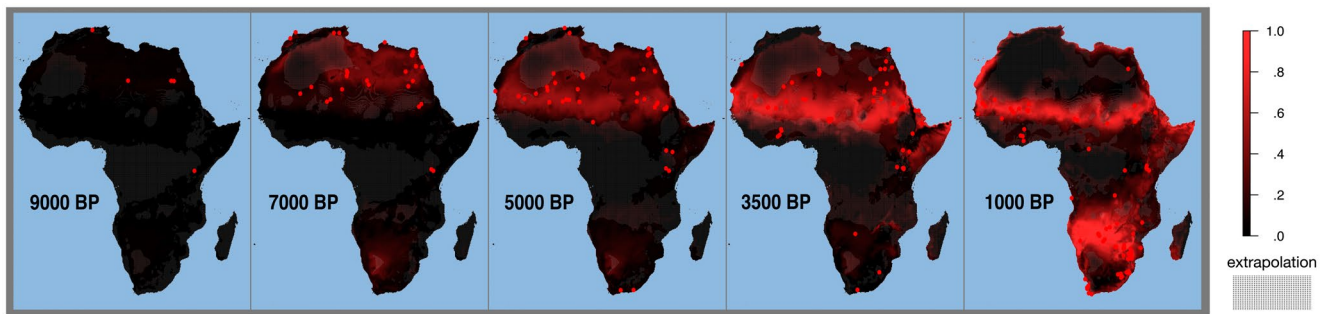 9000 BP
7000 BP
5000 BP
3500 BP
1000 BP
1.0
.8
.6
.4
.2
.0
extrapolation